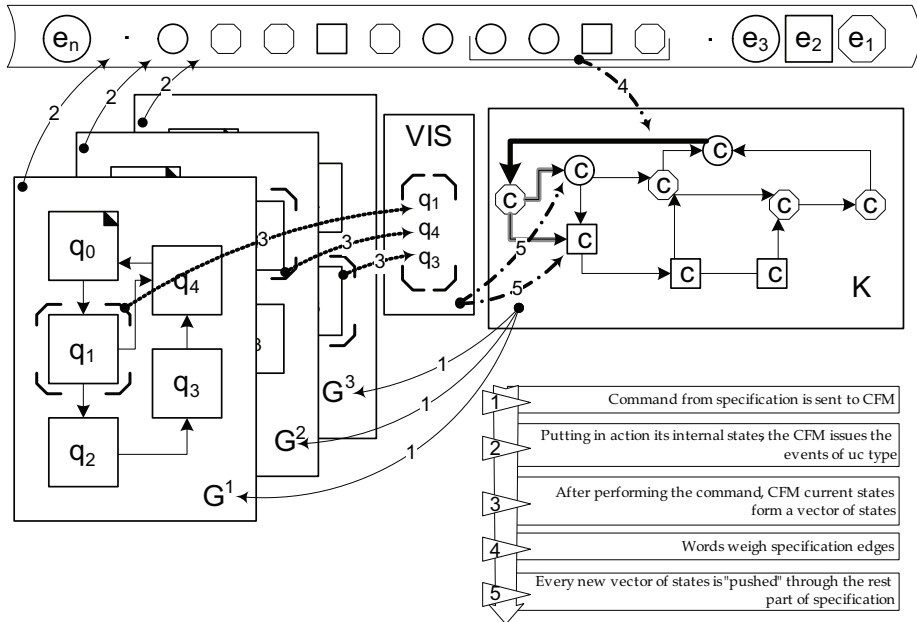 eₙ · · e₃ e₂ e₁
2 2 2 4
VIS
q₁
q₄
q₃
3 3 3
q₀
q₄
q₁
q₃
q₂
G¹
G²
G³
3
c
c c c
c c c
c c
K
5
5
1
1
1
1 Command from specification is sent to CFM
2 Putting in action its internal states, the CFM issues the
events of uc type
3 After performing the command, CFM current states
form a vector of states
4 Words weigh specification edges
5 Every new vector of states is"pushed" through the rest
part of specification